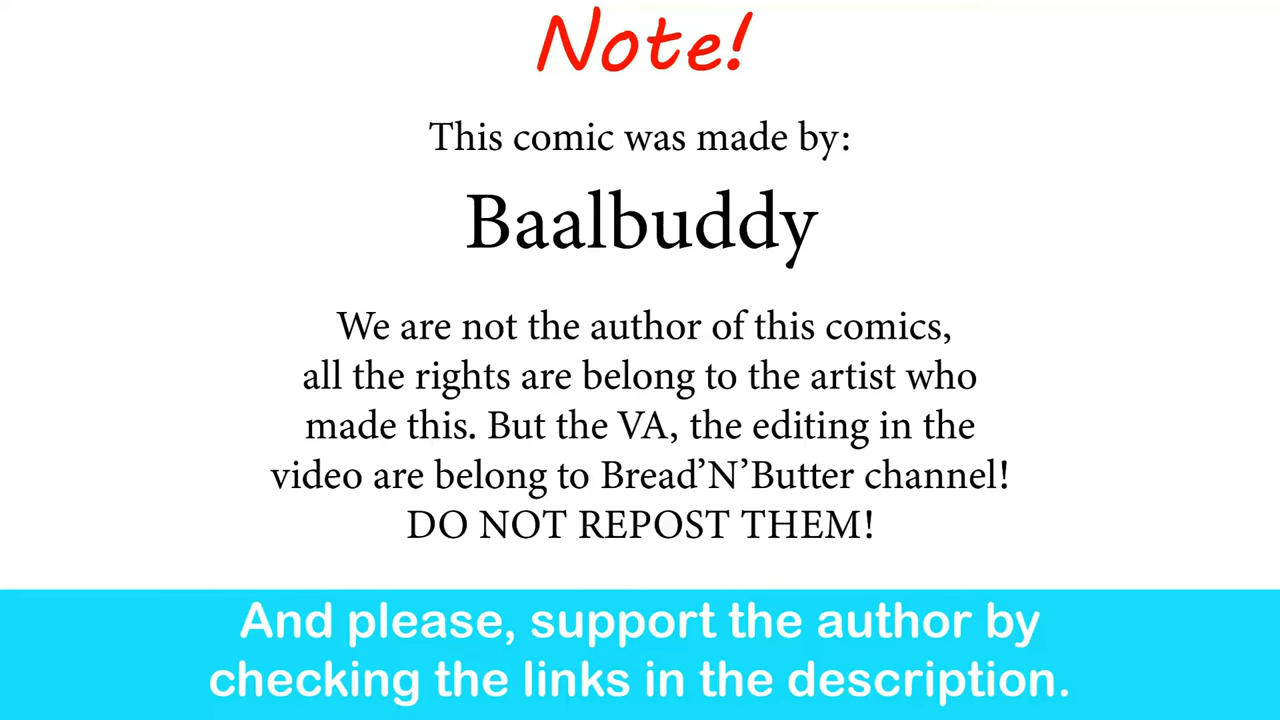 Note!
This comic was made by:
Baalbuddy
We are not the author of this comics,
all the rights are belong to the artist who
made this. But the VA, the editing in the
video are belong to Bread’N’Butter channel!
DO NOT REPOST THEM!
And please, support the author by
checking the links in the description.